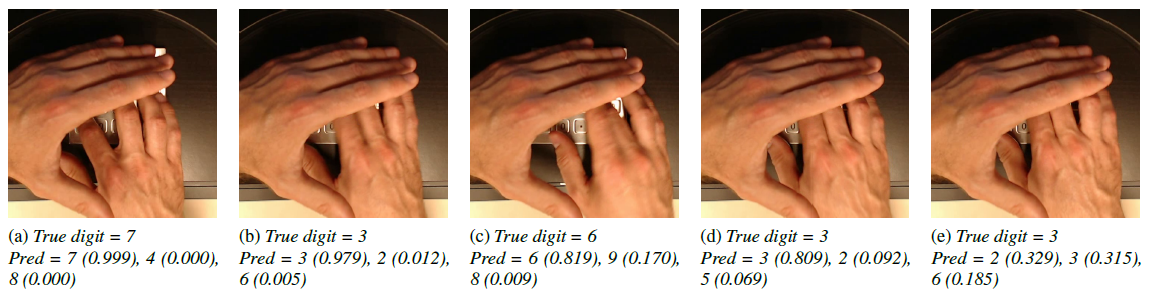 (a) True digit = 7
Pred = 7 (0.999), 4 (0.000),
8 (0.000)
(b) True digit = 3
Pred = 3 (0.979), 2 (0.012),
6 (0.005)
(c) True digit = 6
Pred = 6 (0.819), 9 (0.170),
8 (0.009)
(d) True digit = 3
Pred = 3 (0.809), 2 (0.092),
5 (0.069)
(e) True digit = 3
Pred = 2 (0.329), 3 (0.315),
6 (0.185)